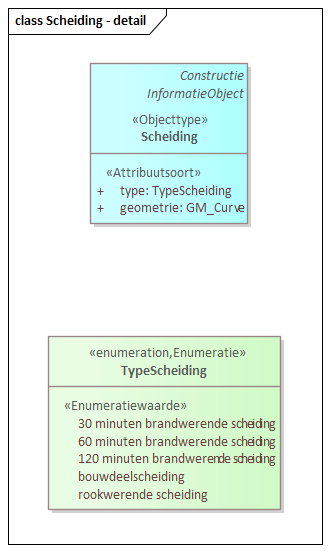 class Scheiding - detail
Constructie
InformatieObject
«Objecttype»
Scheiding
«Attribuutsoort»
+ type: TypeScheiding
+ geometrie: GM_Curve
«enumeration,Enumeratie»
TypeScheiding
«Enumeratiewaarde»
30 minuten brandwerende scheiding
60 minuten brandwerende scheiding
120 minuten brandwerende scheiding
bouwdeelscheiding
rookwerende scheiding